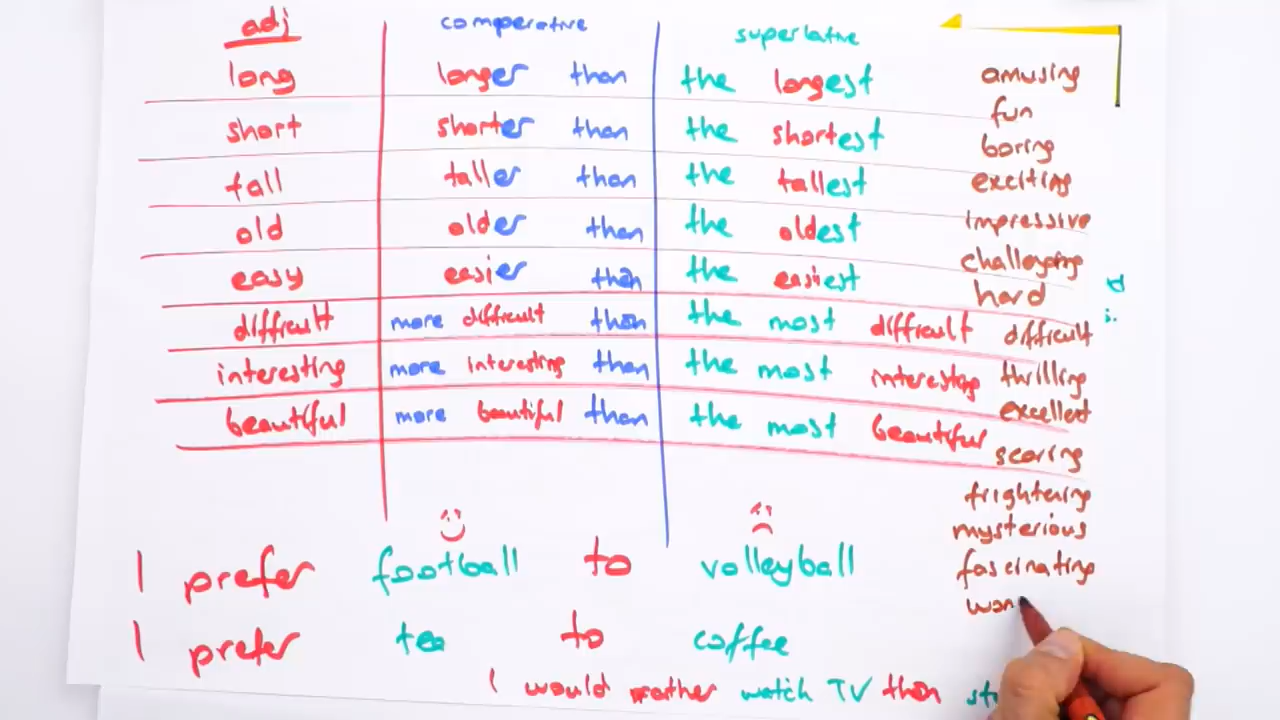 adj comperative superlative
long longer than the longest amusing
fun
short shorter than the shortest boring
tall taller than the tallest exciting
old older than the oldest impressive
easy easier than the easiest challenging
hard
difficult more difficult than the most difficult difficult
interesting more interesting than the most interesting thrilling
beautiful more beautiful than the most beautiful excellent
scaring
frightening
mysterious
I prefer football to volleyball fascinating
I prefer tea to coffee
I would rather watch TV than